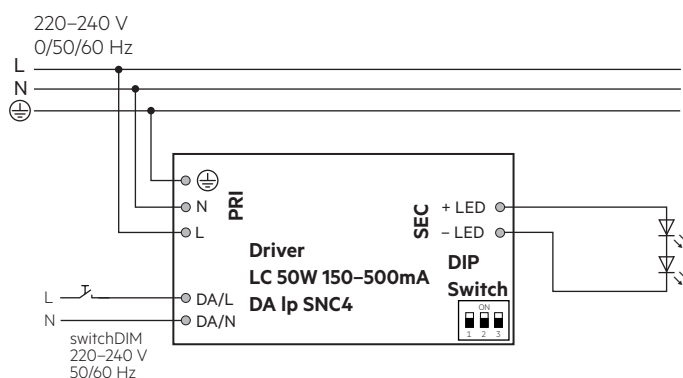 220–240 V
0/50/60 Hz
L
N
PRI
N
L
SEC
+ LED
– LED
Driver
LC 50W 150–500mA
DA lp SNC4
DIP
Switch
ON
1 2 3
L
DA/L
N
DA/N
switchDIM
220–240 V
50/60 Hz